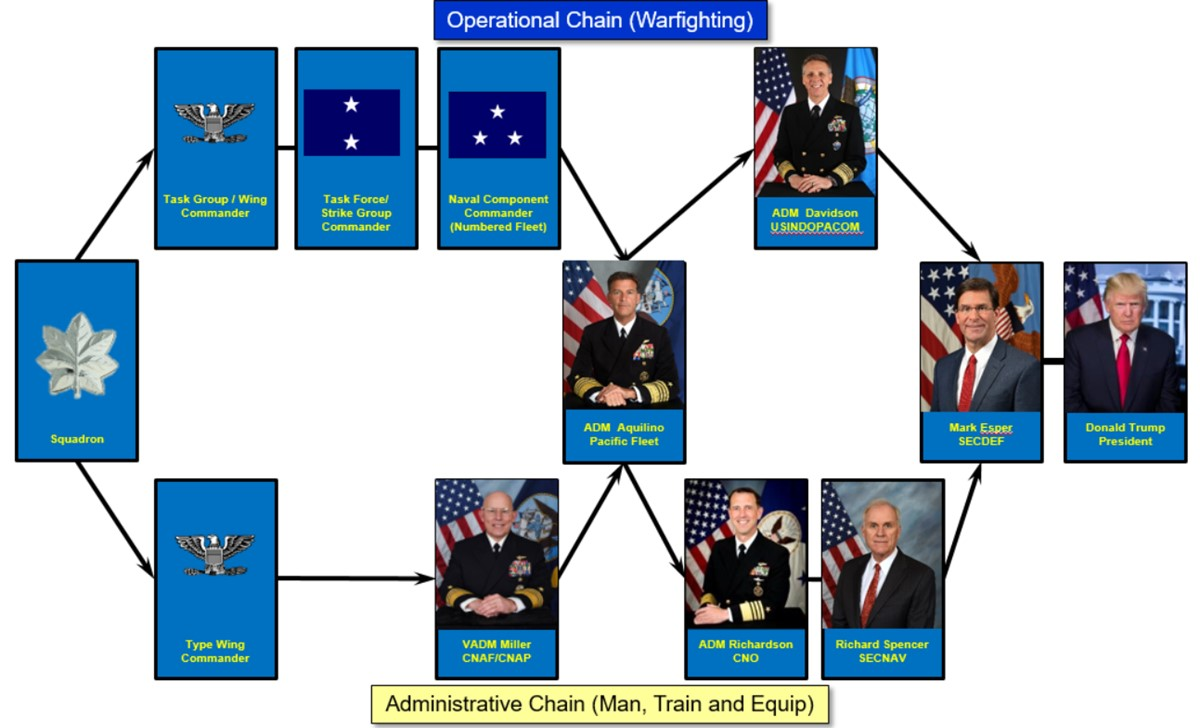 Operational Chain (Warfighting)
Task Group / Wing
Commander
Task Force/
Strike Group
Commander
Naval Component
Commander
(Numbered Fleet)
ADM  Davidson
USINDOPACOM
Squadron
ADM  Aquilino
Pacific Fleet
Mark Esper
SECDEF
Donald Trump
President
Type Wing
Commander
VADM Miller
CNAF/CNAP
ADM Richardson
CNO
Richard Spencer
SECNAV
Administrative Chain (Man, Train and Equip)